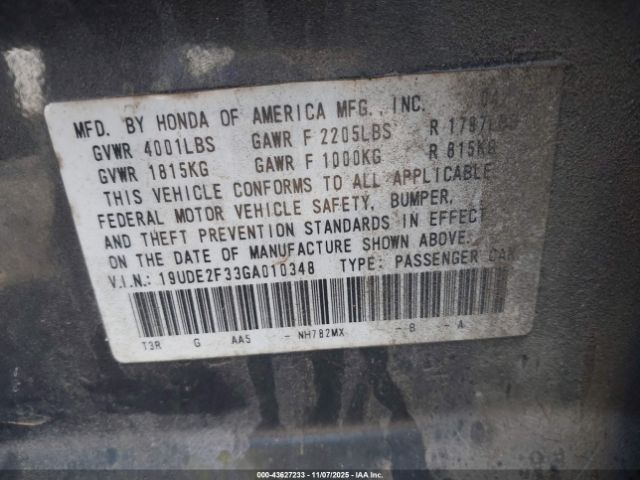 MFD. BY HONDA OF AMERICA MFG., INC.
GVWR 4001LBS GAWR F 2205LBS R 1797LBS
GVWR 1815KG GAWR F 1000KG R 815KG
THIS VEHICLE CONFORMS TO ALL APPLICABLE
FEDERAL MOTOR VEHICLE SAFETY, BUMPER,
AND THEFT PREVENTION STANDARDS IN EFFECT
ON THE DATE OF MANUFACTURE SHOWN ABOVE.
V.I.N.: 19UDE2F33GA010348 TYPE: PASSENGER CAR
T3R G AA5 - NH782MX - B - A
000-43627233 - 11/07/2025 - IAAI, Inc.